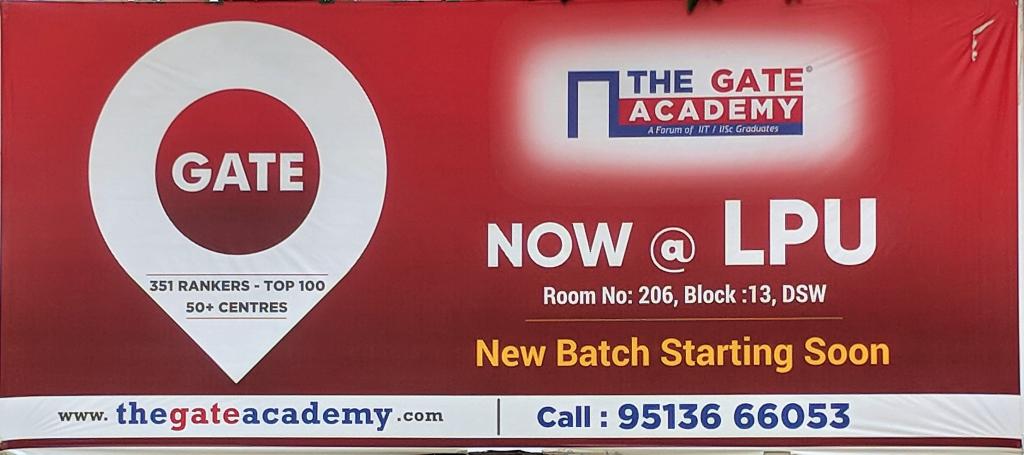 GATE
351 RANKERS - TOP 100
50+ CENTRES
THE GATE
ACADEMY
A Forum of IIT / IISc Graduates
NOW @ LPU
Room No: 206, Block :13, DSW
New Batch Starting Soon
www.thegateacademy.com
Call : 95136 66053